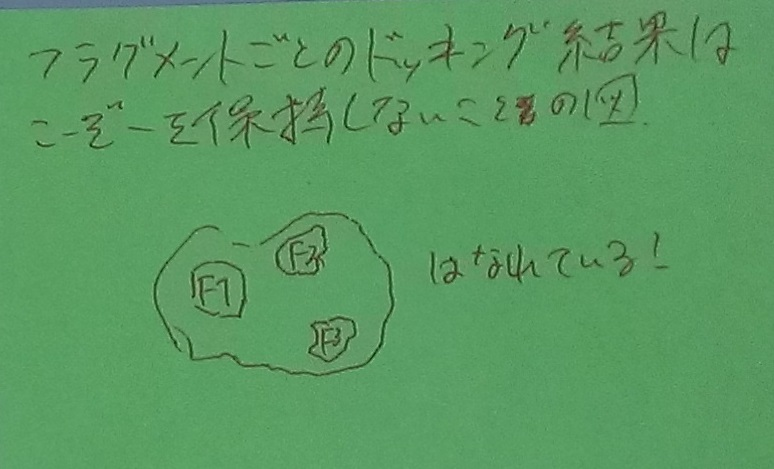 フラグメントごとのドッキング結果は
こーぞーを保持しないことの図
F2
F1
はなれている!
F3